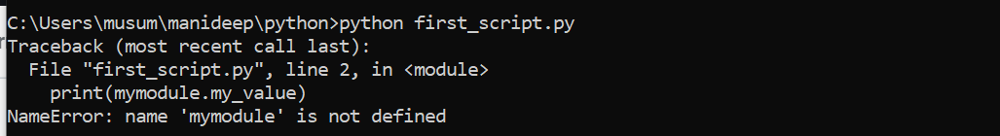 C:\Users\musum\manideep\python>python first_script.py
Traceback (most recent call last):
  File "first_script.py", line 2, in <module>
    print(mymodule.my_value)
NameError: name 'mymodule' is not defined